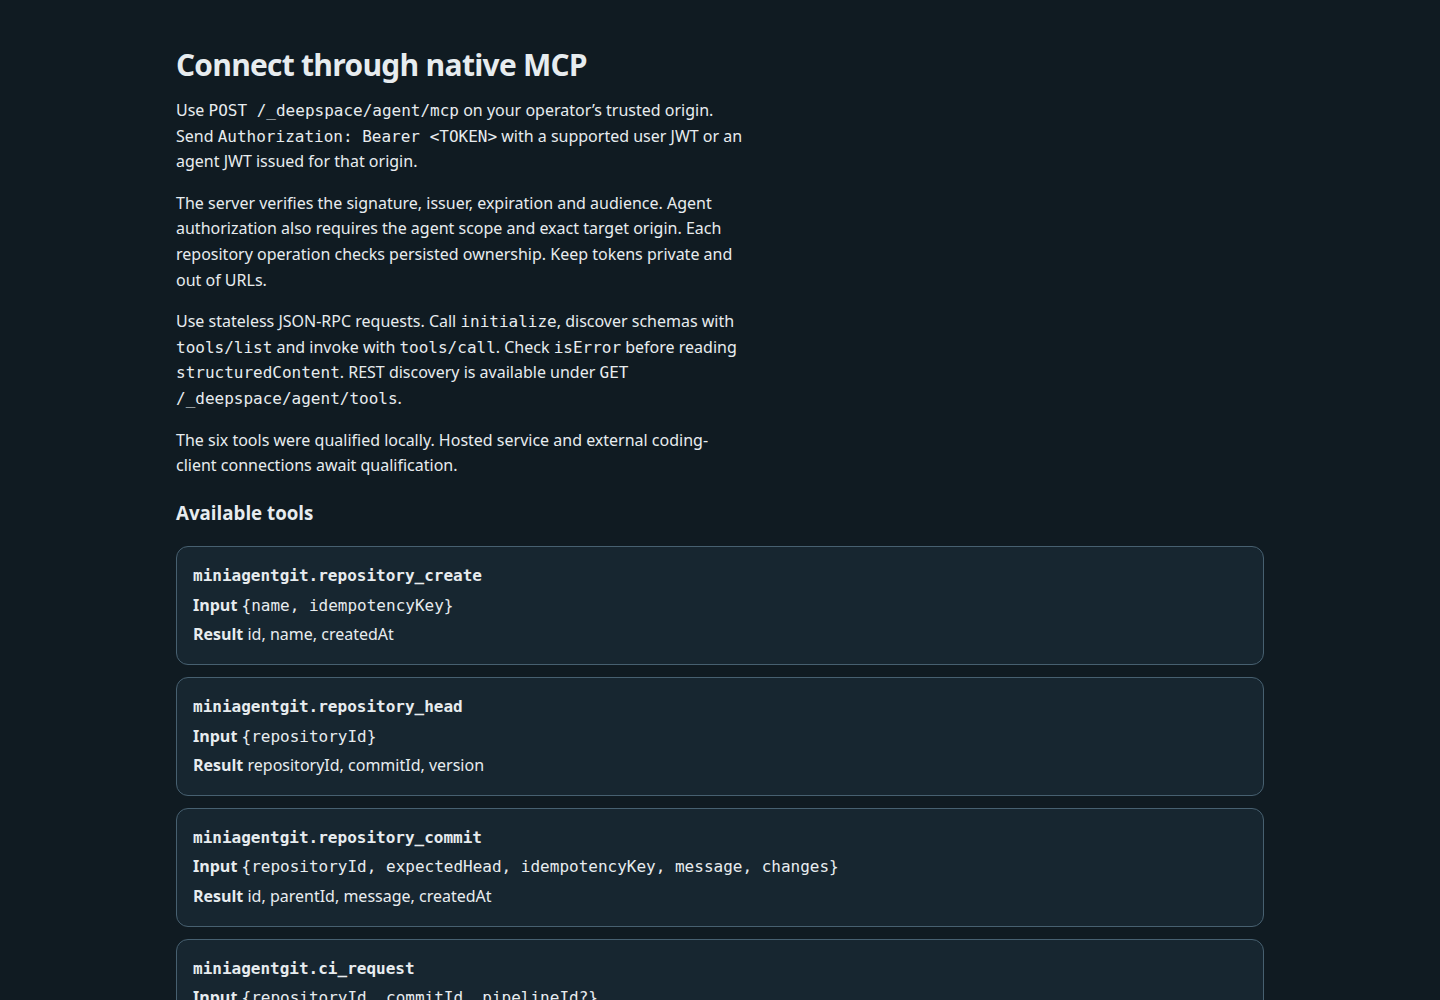 Connect through native MCP
Use POST /_deepspace/agent/mcp on your operator’s trusted origin.
Send Authorization: Bearer <TOKEN> with a supported user JWT or an
agent JWT issued for that origin.
The server verifies the signature, issuer, expiration and audience. Agent
authorization also requires the agent scope and exact target origin. Each
repository operation checks persisted ownership. Keep tokens private and
out of URLs.
Use stateless JSON-RPC requests. Call initialize, discover schemas with
tools/list and invoke with tools/call. Check isError before reading
structuredContent. REST discovery is available under GET
/_deepspace/agent/tools.
The six tools were qualified locally. Hosted service and external coding-
client connections await qualification.
Available tools
miniagentgit.repository_create
Input {name, idempotencyKey}
Result id, name, createdAt
miniagentgit.repository_head
Input {repositoryId}
Result repositoryId, commitId, version
miniagentgit.repository_commit
Input {repositoryId, expectedHead, idempotencyKey, message, changes}
Result id, parentId, message, createdAt
miniagentgit.ci_request
Input {repositoryId, commitId, pipelineId?}